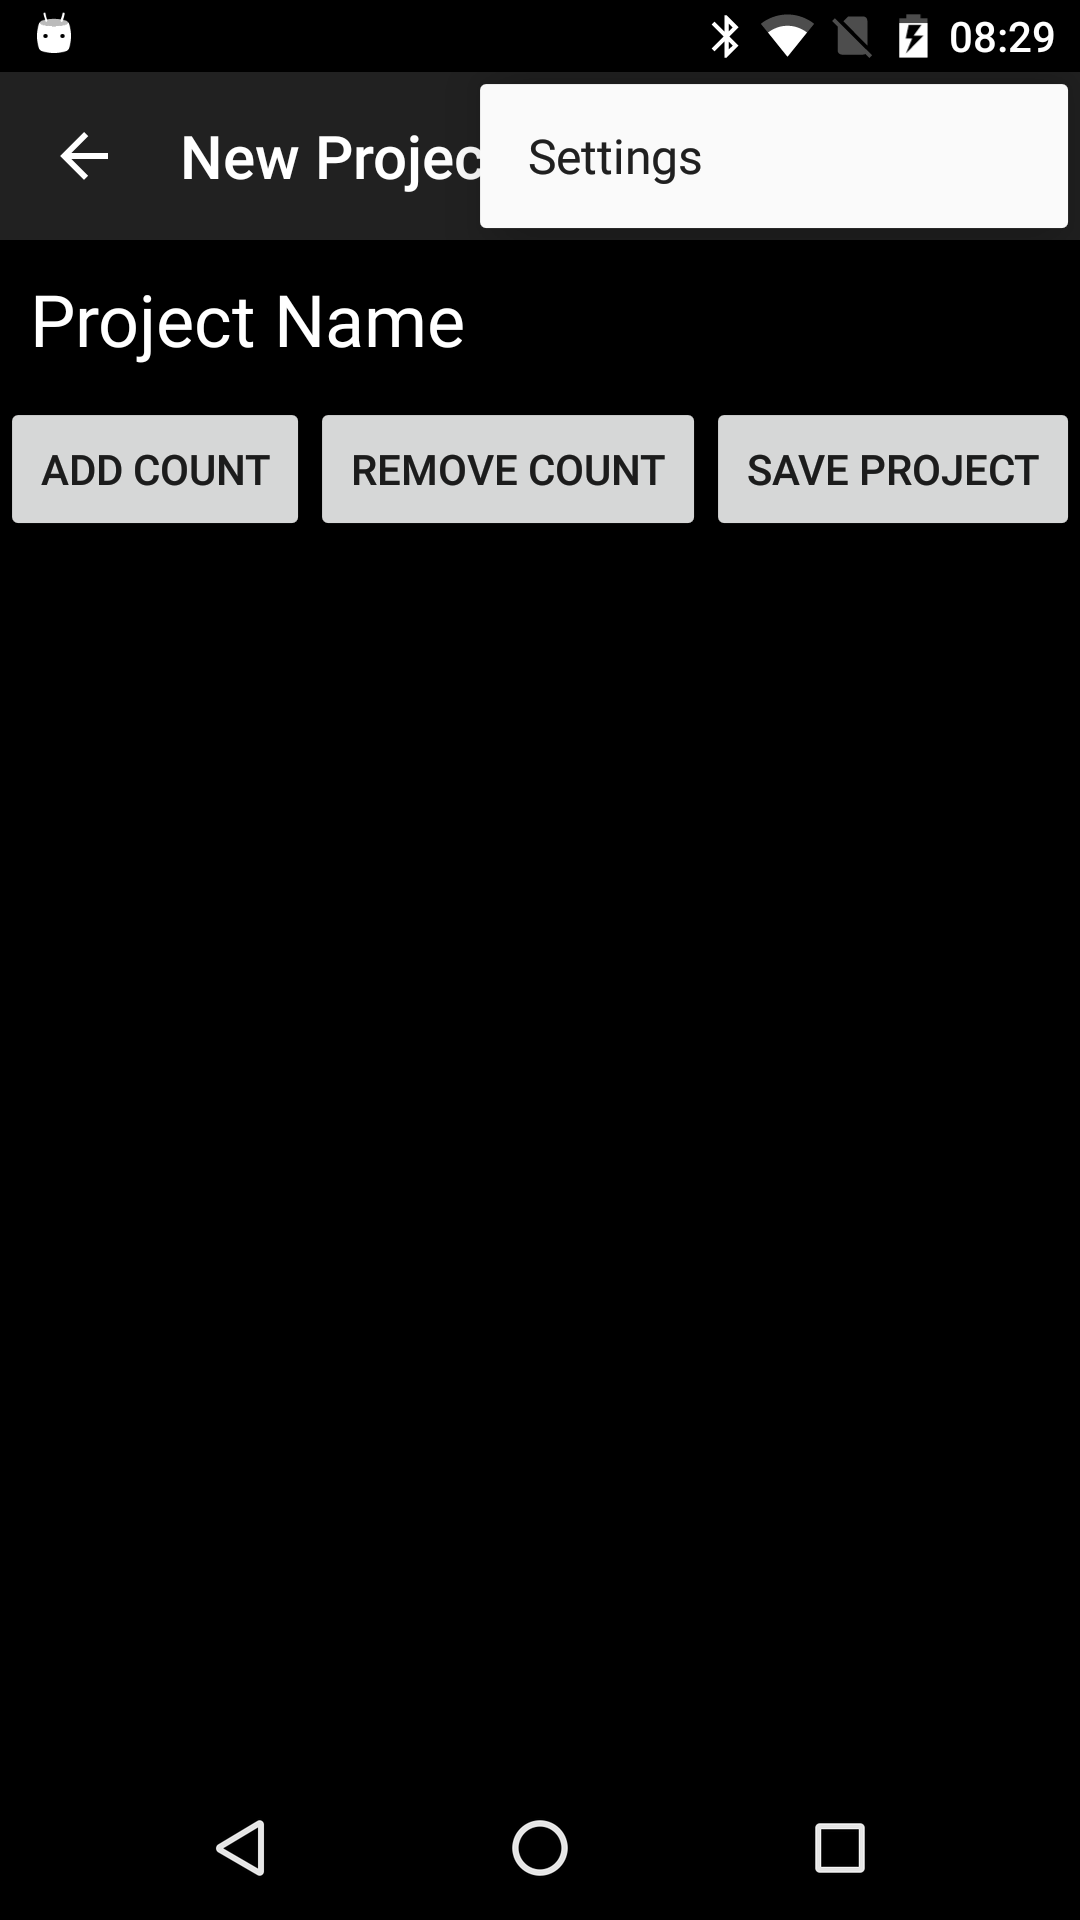 08:29
New Projec
Settings
Project Name
ADD COUNT
REMOVE COUNT
SAVE PROJECT